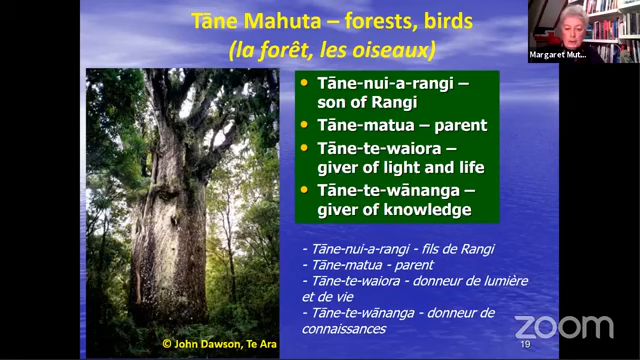 Tāne Mahuta – forests, birds
(la forêt, les oiseaux)
Margaret Mut...
• Tāne-nui-a-rangi –
son of Rangi
• Tāne-matua – parent
• Tāne-te-waiora –
giver of light and life
• Tāne-te-wānanga –
giver of knowledge
- Tāne-nui-a-rangi - fils de Rangi
- Tāne-matua - parent
- Tāne-te-waiora - donneur de lumière
et de vie
- Tāne-te-wānanga - donneur de
connaissances
© John Dawson, Te Ara
zoom
19